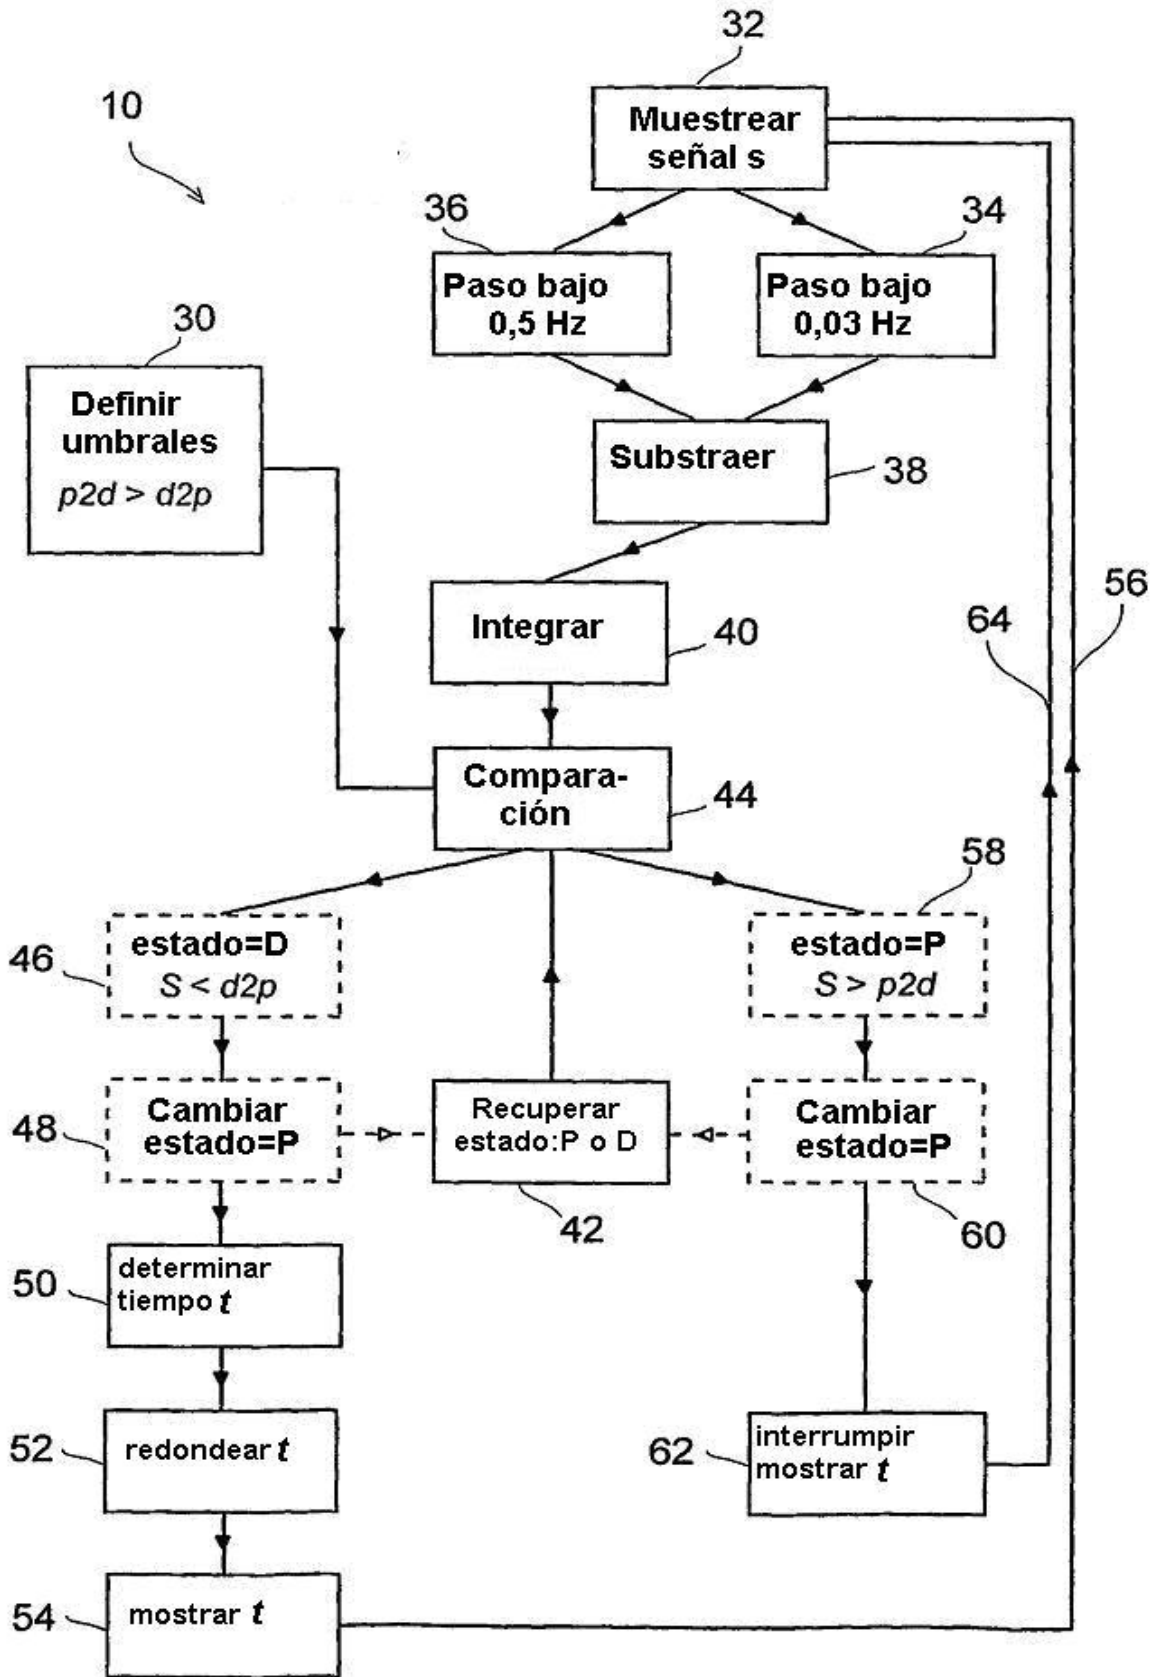 32
10
Muestrear
señal s
36
34
Paso bajo
0,5 Hz
Paso bajo
0,03 Hz
30
Definir
umbrales
p2d > d2p
Substraer
38
Integrar
40
64
56
Compara-
ción
44
58
46
estado=D
S < d2p
estado=P
S > p2d
48
Cambiar
estado=P
Recuperar
estado:P o D
Cambiar
estado=P
42
60
50
determinar
tiempo t
52
redondear t
62
interrumpir
mostrar t
54
mostrar t